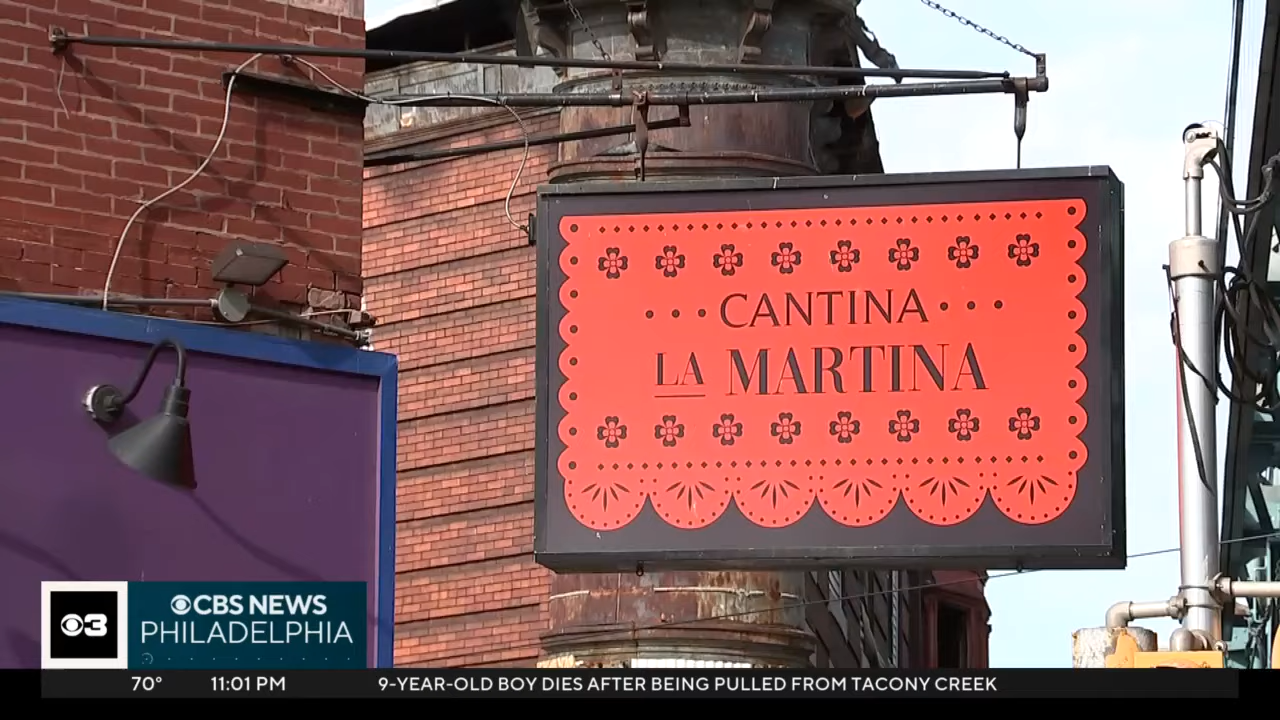 CANTINA
LA MARTINA
3
CBS NEWS
PHILADELPHIA
70° 11:01 PM 9-YEAR-OLD BOY DIES AFTER BEING PULLED FROM TACONY CREEK